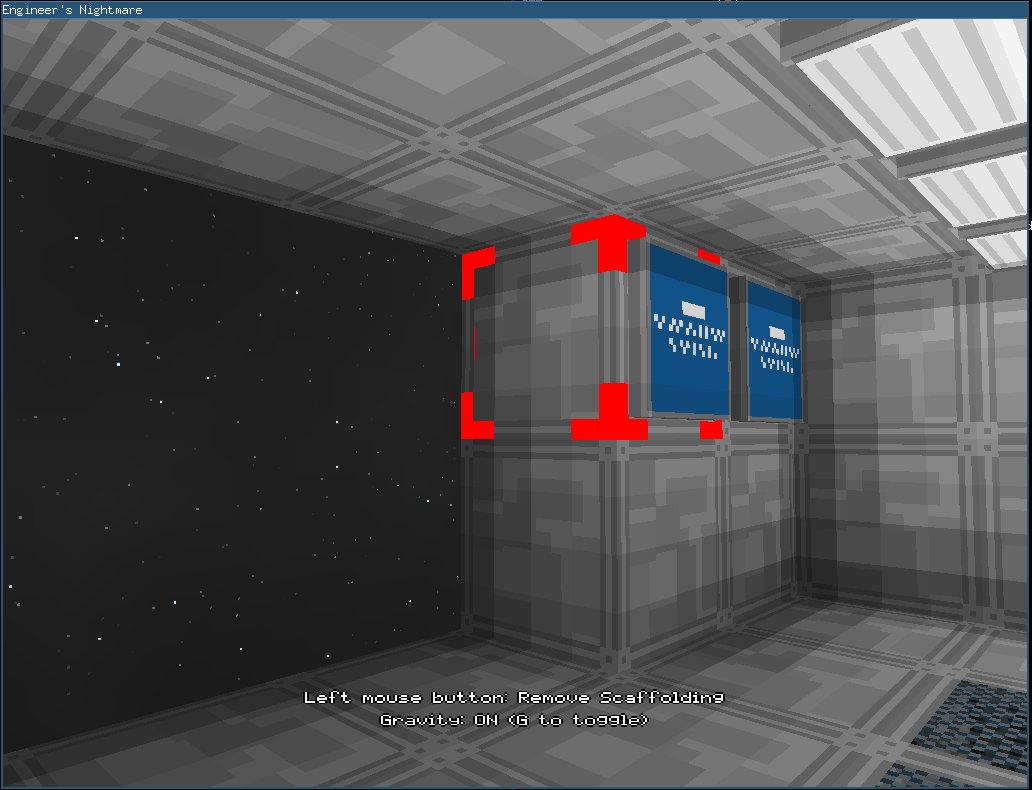 Engineer's Nightmare
Left mouse button: Remove Scaffolding
Gravity: ON (G to toggle)